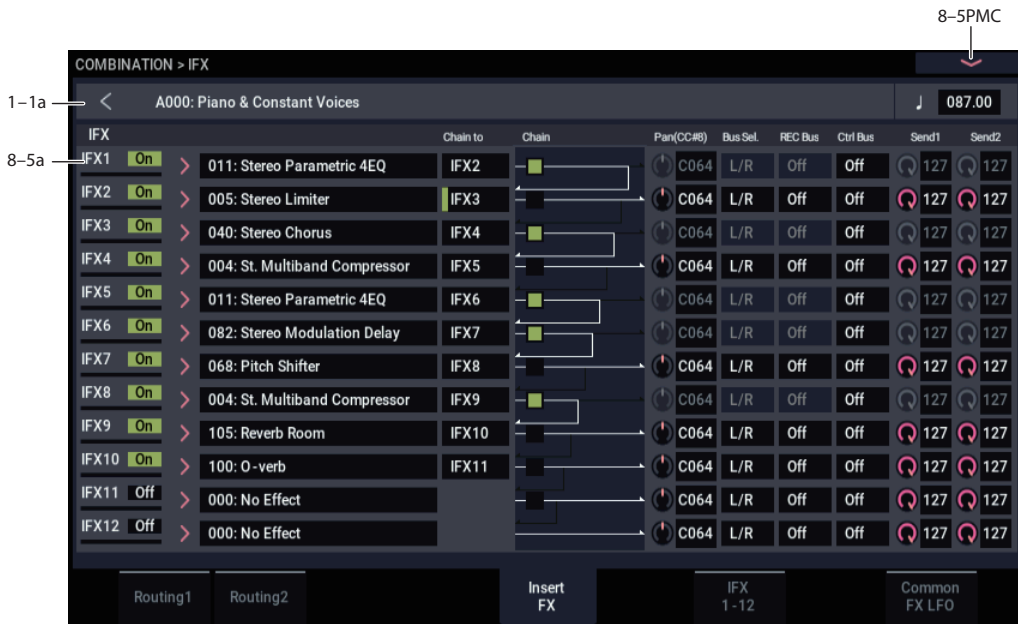 8–5PMC
COMBINATION > IFX
1–1a
A000: Piano & Constant Voices
♩ 087.00
IFX Chain to Chain Pan(CC#8) Bus Sel. REC Bus Ctrl Bus Send1 Send2
8–5a
IFX1 On 011: Stereo Parametric 4EQ IFX2 C064 L/R Off Off 127 127
IFX2 On 005: Stereo Limiter IFX3 C064 L/R Off Off 127 127
IFX3 On 040: Stereo Chorus IFX4 C064 L/R Off Off 127 127
IFX4 On 004: St. Multiband Compressor IFX5 C064 L/R Off Off 127 127
IFX5 On 011: Stereo Parametric 4EQ IFX6 C064 L/R Off Off 127 127
IFX6 On 082: Stereo Modulation Delay IFX7 C064 L/R Off Off 127 127
IFX7 On 068: Pitch Shifter IFX8 C064 L/R Off Off 127 127
IFX8 On 004: St. Multiband Compressor IFX9 C064 L/R Off Off 127 127
IFX9 On 105: Reverb Room IFX10 C064 L/R Off Off 127 127
IFX10 On 100: O-verb IFX11 C064 L/R Off Off 127 127
IFX11 Off 000: No Effect C064 L/R Off Off 127 127
IFX12 Off 000: No Effect C064 L/R Off Off 127 127
Routing1 Routing2
Insert
FX
IFX
1-12
Common
FX LFO